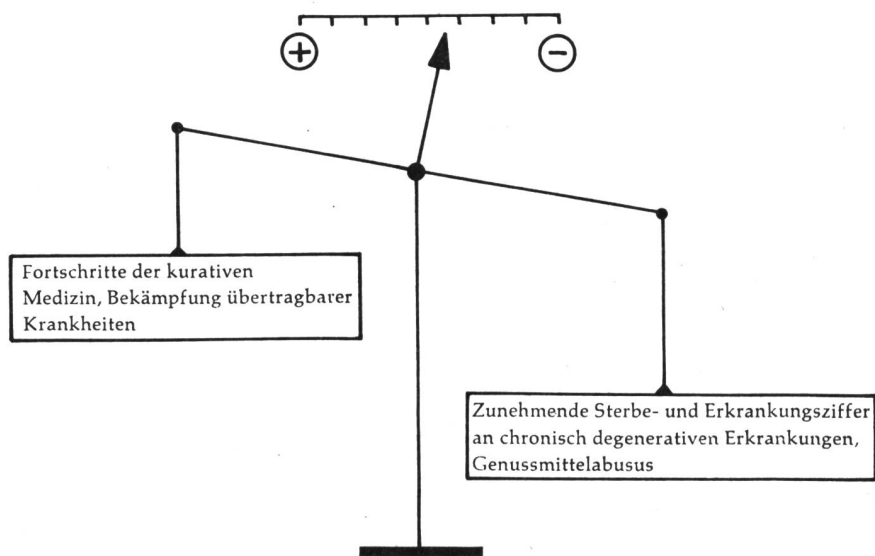 +
−
Fortschritte der kurativen
Medizin, Bekämpfung übertragbarer
Krankheiten
Zunehmende Sterbe- und Erkrankungsziffer
an chronisch degenerativen Erkrankungen,
Genussmittelabusus